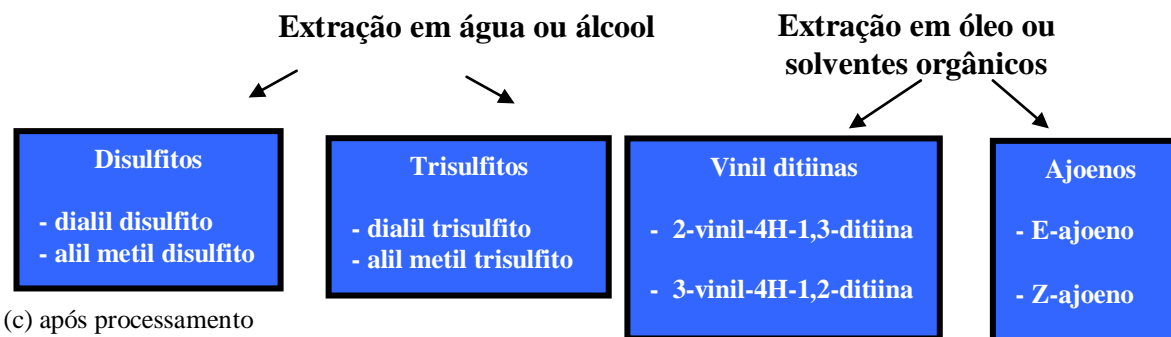 Extração em água ou álcool
Extração em óleo ou
solventes orgânicos
Disulfitos
- dialil disulfito
- alil metil disulfito
Trisulfitos
- dialil trisulfito
- alil metil trisulfito
Vinil ditiinas
- 2-vinil-4H-1,3-ditiina
- 3-vinil-4H-1,2-ditiina
Ajoenos
- E-ajoeno
- Z-ajoeno
(c) após processamento